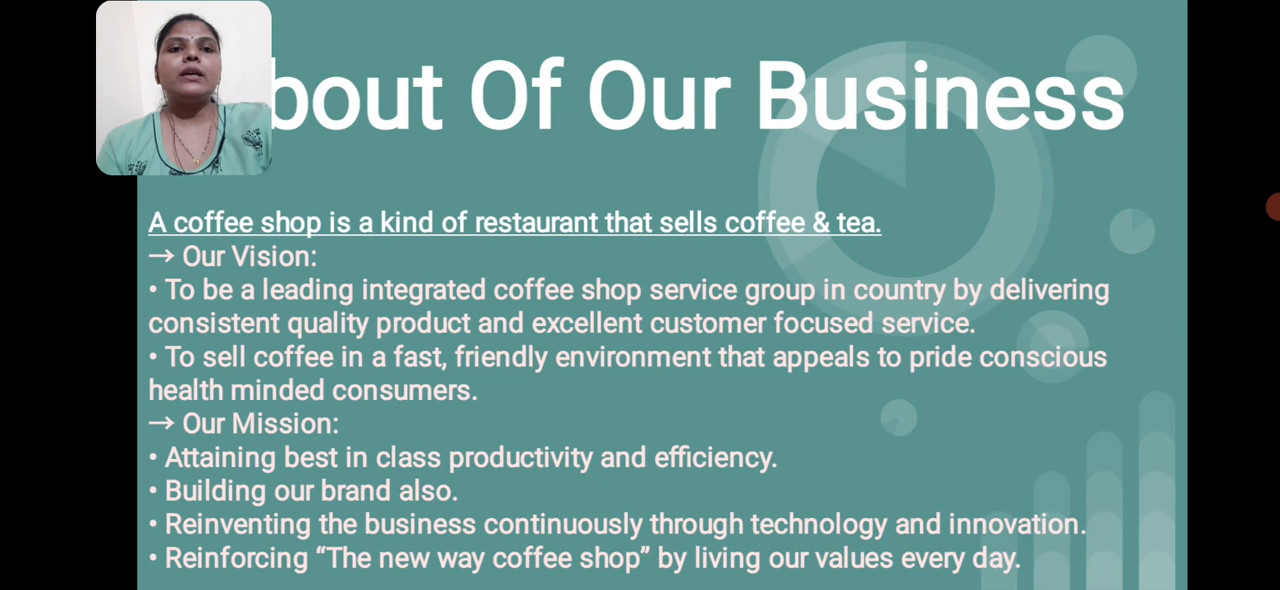 bout Of Our Business
A coffee shop is a kind of restaurant that sells coffee & tea.
→ Our Vision:
• To be a leading integrated coffee shop service group in country by delivering
consistent quality product and excellent customer focused service.
• To sell coffee in a fast, friendly environment that appeals to pride conscious
health minded consumers.
→ Our Mission:
• Attaining best in class productivity and efficiency.
• Building our brand also.
• Reinventing the business continuously through technology and innovation.
• Reinforcing “The new way coffee shop” by living our values every day.